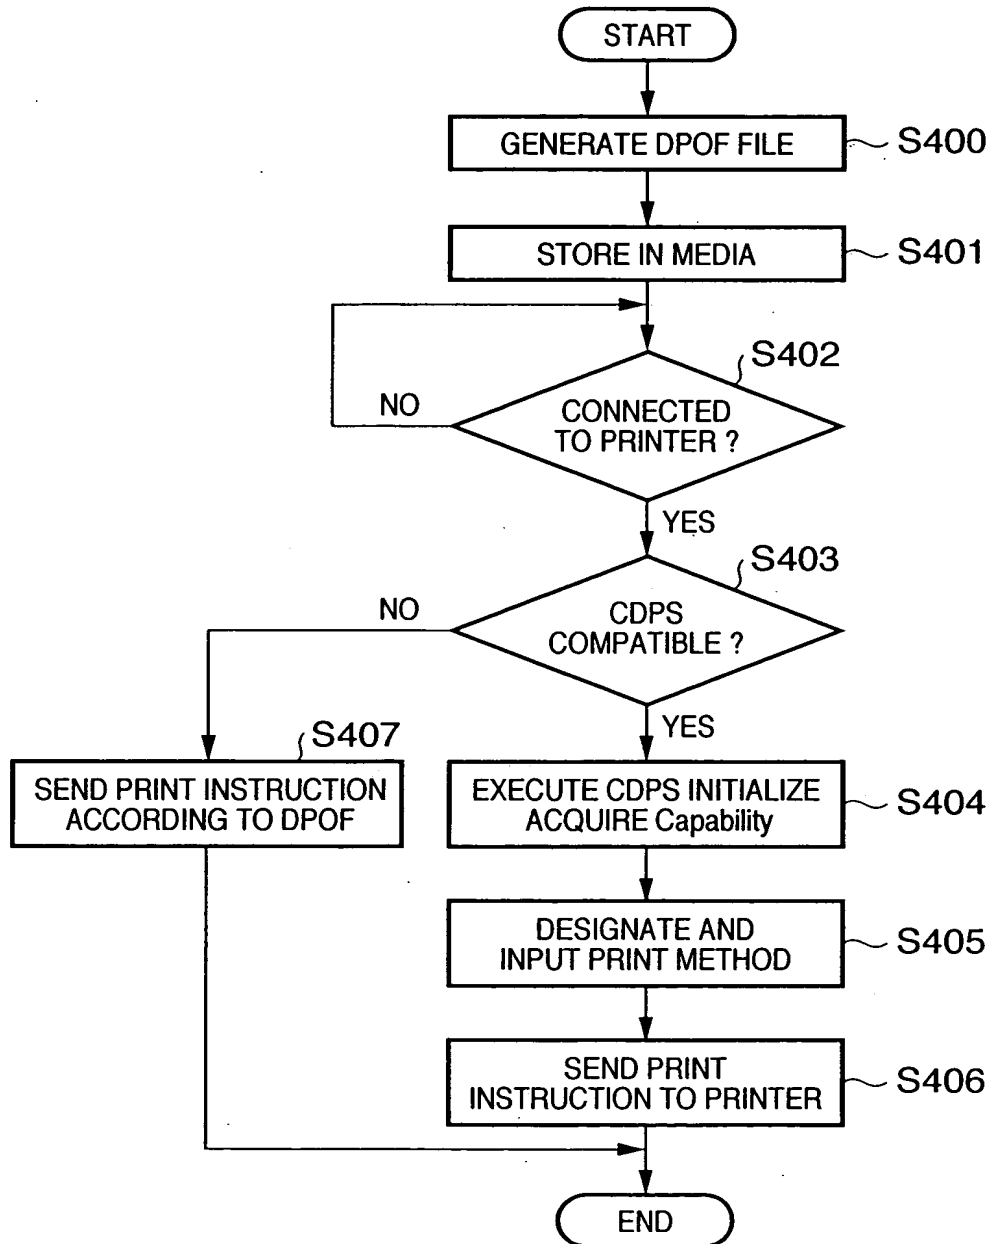 START
GENERATE DPOF FILE
S400
STORE IN MEDIA
S401
S402
NO
CONNECTED
TO PRINTER ?
YES
S403
NO
CDPS
COMPATIBLE ?
YES
S407
SEND PRINT INSTRUCTION
ACCORDING TO DPOF
EXECUTE CDPS INITIALIZE
ACQUIRE Capability
S404
DESIGNATE AND
INPUT PRINT METHOD
S405
SEND PRINT
INSTRUCTION TO PRINTER
S406
END